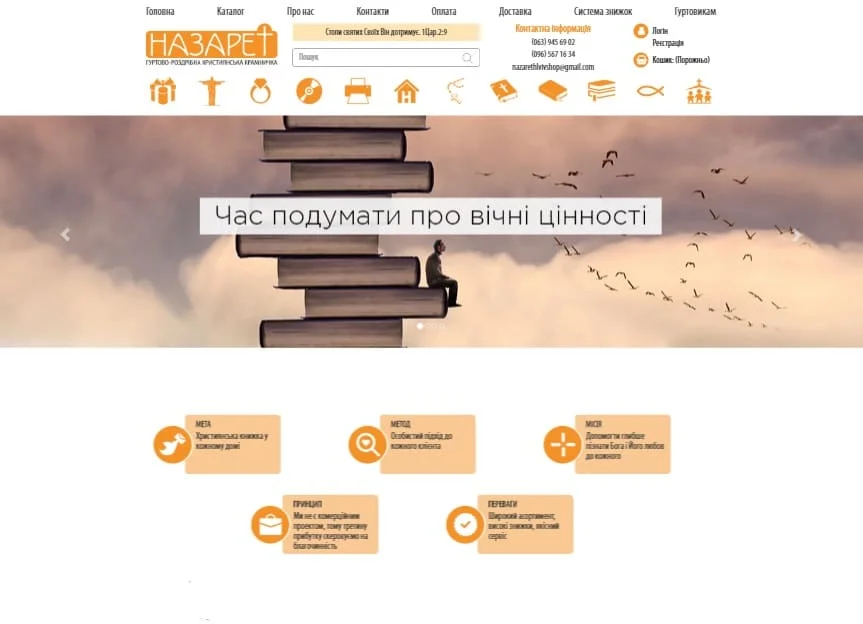 Головна
Каталог
Про нас
Контакти
Оплата
Доставка
Система знижок
Гуртовикам
НАЗАРЕТ
ГУРТОВО-РОЗДРІБНА ХРИСТИЯНСЬКА КРАМНИЧКА
Стопи святих Своїх Він дотримує. 1Цар.2:9
Пошук
Контактна інформація
(063) 945 69 02
(096) 567 16 34
nazarethlvivshop@gmail.com
Логін
Реєстрація
Кошик: (Порожньо)
Час подумати про вічні цінності
МЕТА
Християнська книжка у
кожному домі
МЕТОД
Особистий підхід до
кожного клієнта
МІСІЯ
Допомогти глибше
пізнати Бога і Його любов
до кожного
ПРИНЦИП
Ми не є комерційним
проектом, тому третину
прибутку скеровуємо на
благочинність
ПЕРЕВАГИ
Широкий асортимент,
високі знижки, якісний
сервіс